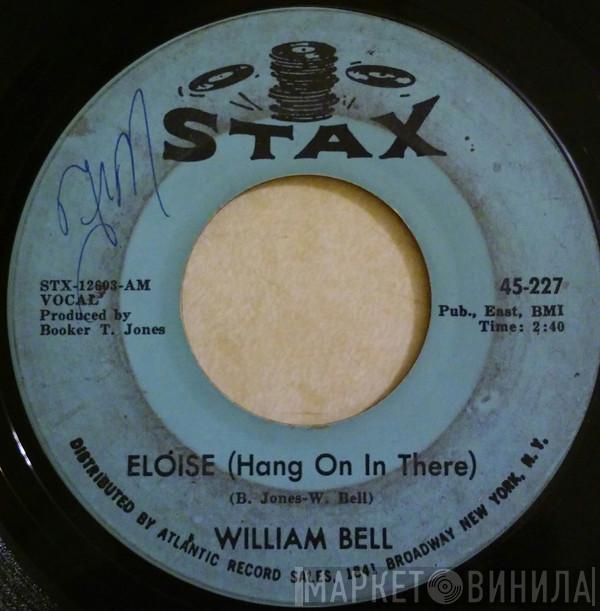 STAX
STX-12603-AM
VOCAL
Produced by
Booker T. Jones
45-227
Pub., East, BMI
Time: 2:40
ELOISE (Hang On In There)
(B. Jones-W. Bell)
WILLIAM BELL
DISTRIBUTED BY ATLANTIC RECORD SALES, 1841 BROADWAY NEW YORK, N. Y.
МАРКЕТ ВИНИЛА